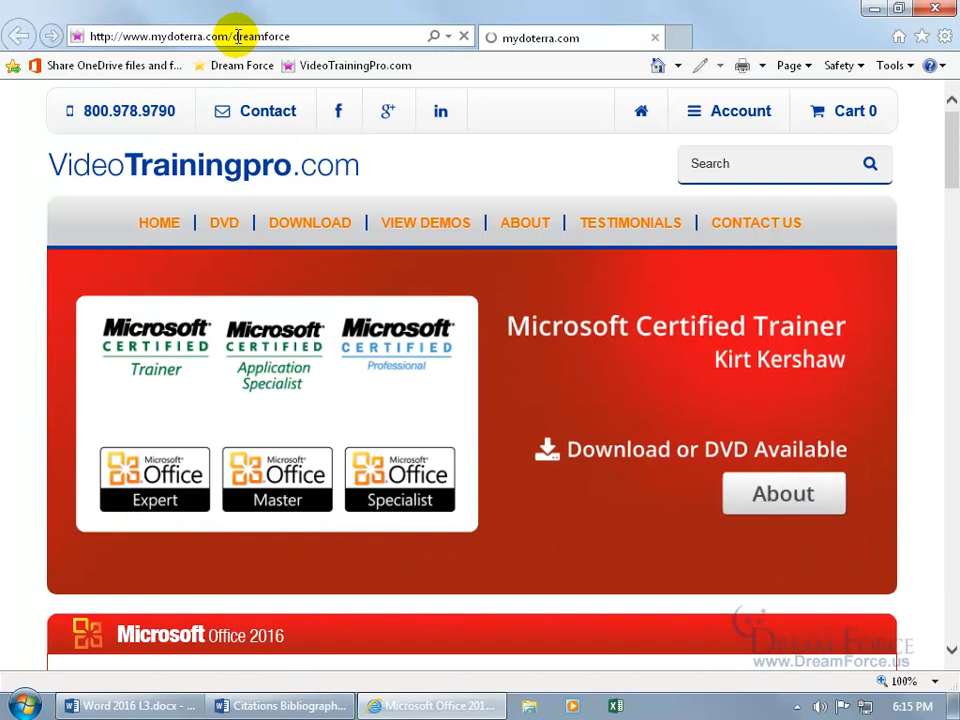 http://www.mydoterra.com/dreamforce
mydoterra.com
Share OneDrive files and f...
Dream Force
VideoTrainingPro.com
Page
Safety
Tools
800.978.9790
Contact
f
g+
in
Account
Cart 0
VideoTrainingpro.com
Search
HOME
DVD
DOWNLOAD
VIEW DEMOS
ABOUT
TESTIMONIALS
CONTACT US
Microsoft
CERTIFIED
Trainer
Microsoft
CERTIFIED
Application
Specialist
Microsoft
CERTIFIED
Professional
Microsoft
Office
Expert
Microsoft
Office
Master
Microsoft
Office
Specialist
Microsoft Certified Trainer
Kirt Kershaw
Download or DVD Available
About
Microsoft Office 2016
DREAM FORCE
www.DreamForce.us
100%
Word 2016 L3.docx - ...
Citations Bibliograph...
Microsoft Office 201...
6:15 PM